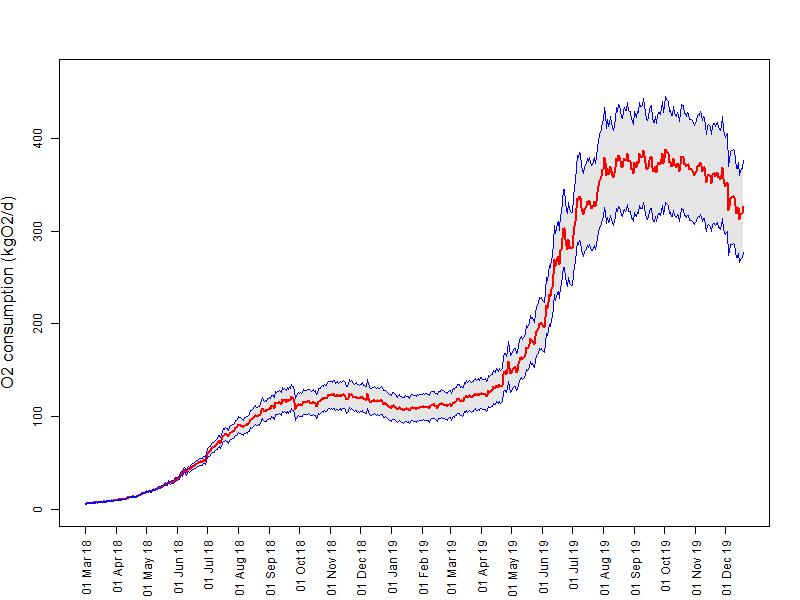 O2 consumption (kgO2/d)
400
300
200
100
0
01 Mar 18
01 Apr 18
01 May 18
01 Jun 18
01 Jul 18
01 Aug 18
01 Sep 18
01 Oct 18
01 Nov 18
01 Dec 18
01 Jan 19
01 Feb 19
01 Mar 19
01 Apr 19
01 May 19
01 Jun 19
01 Jul 19
01 Aug 19
01 Sep 19
01 Oct 19
01 Nov 19
01 Dec 19